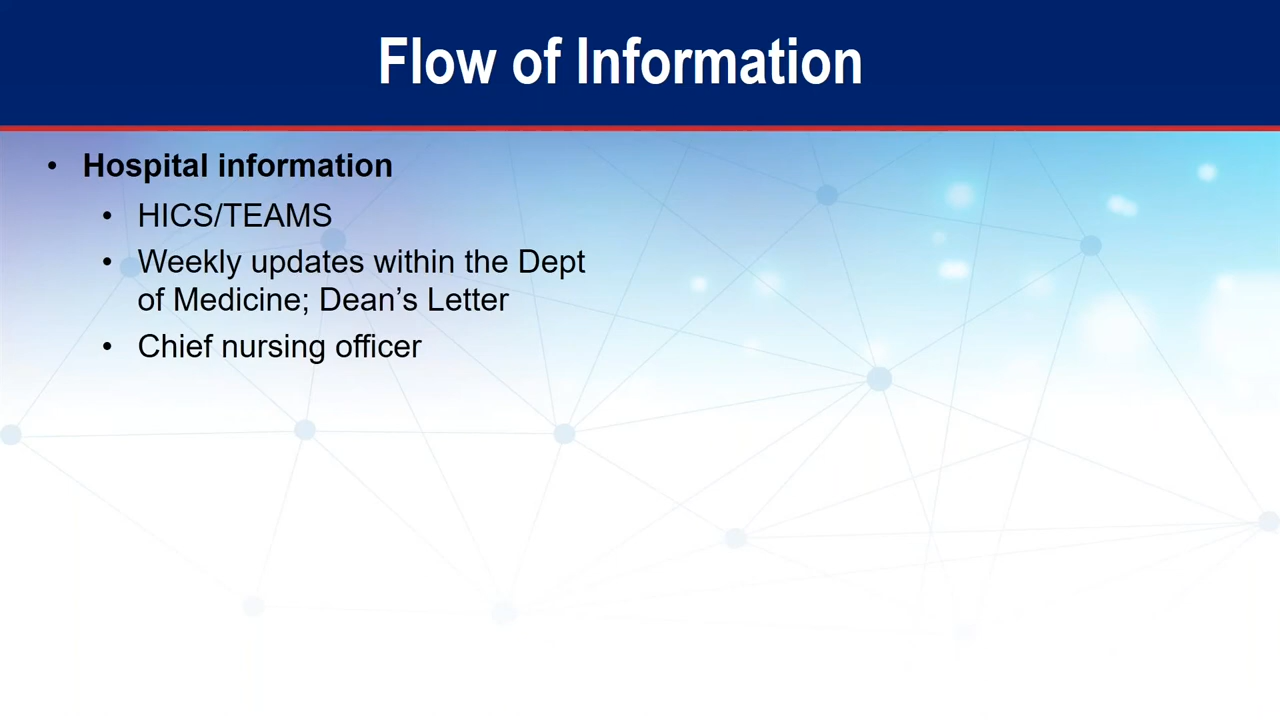 Flow of Information
• Hospital information
• HICS/TEAMS
• Weekly updates within the Dept
of Medicine; Dean’s Letter
• Chief nursing officer